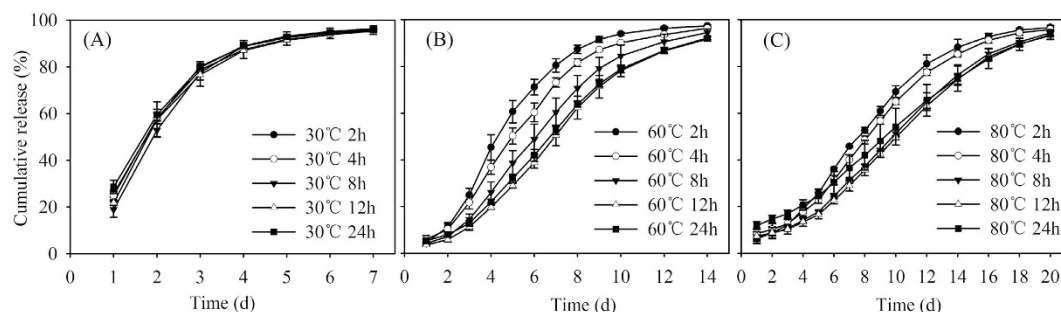 Cumulative release (%)
100
80
60
40
20
0
(A)
30℃ 2h
30℃ 4h
30℃ 8h
30℃ 12h
30℃ 24h
0 1 2 3 4 5 6 7
Time (d)
(B)
60℃ 2h
60℃ 4h
60℃ 8h
60℃ 12h
60℃ 24h
0 2 4 6 8 10 12 14
Time (d)
(C)
80℃ 2h
80℃ 4h
80℃ 8h
80℃ 12h
80℃ 24h
0 2 4 6 8 10 12 14 16 18 20
Time (d)